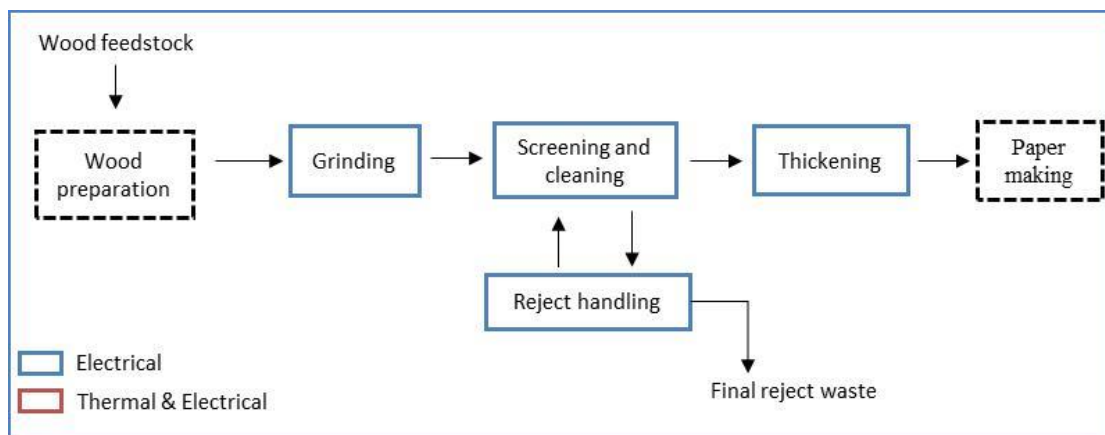 Wood feedstock
Wood
preparation
Grinding
Screening and
cleaning
Thickening
Paper
making
Reject handling
Final reject waste
Electrical
Thermal & Electrical